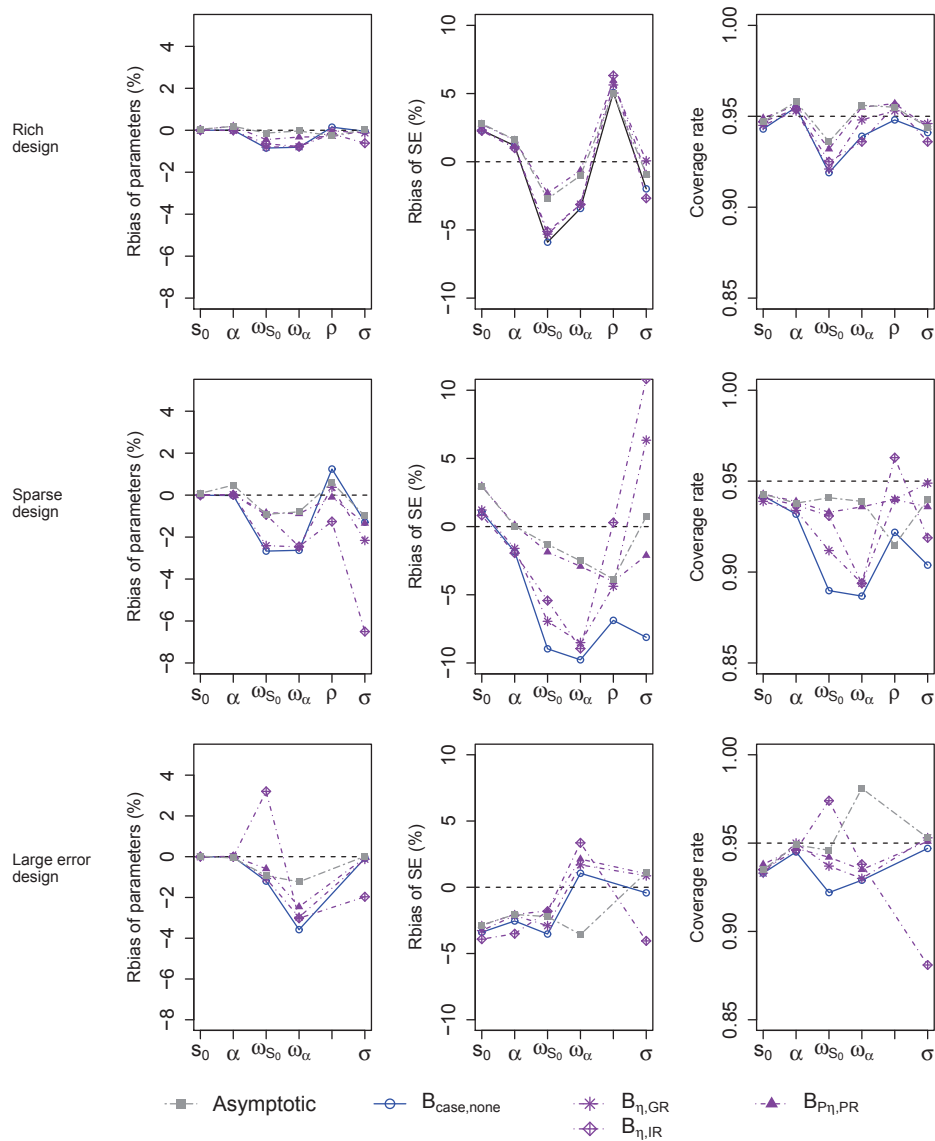 Rich
design
Rbias of parameters (%)
4
2
0
−2
−4
−6
−8
s0 α ωS0 ωα ρ σ
Rbias of SE (%)
10
5
0
−5
−10
s0 α ωS0 ωα ρ σ
Coverage rate
1.00
0.95
0.90
0.85
s0 α ωS0 ωα ρ σ
Sparse
design
Rbias of parameters (%)
4
2
0
−2
−4
−6
−8
s0 α ωS0 ωα ρ σ
Rbias of SE (%)
10
5
0
−5
−10
s0 α ωS0 ωα ρ σ
Coverage rate
1.00
0.95
0.90
0.85
s0 α ωS0 ωα ρ σ
Large error
design
Rbias of parameters (%)
4
2
0
−2
−4
−6
−8
s0 α ωS0 ωα σ
Rbias of SE (%)
10
5
0
−5
−10
s0 α ωS0 ωα σ
Coverage rate
1.00
0.95
0.90
0.85
s0 α ωS0 ωα σ
Asymptotic Bcase,none Bη,GR BPη,PR
Bη,IR